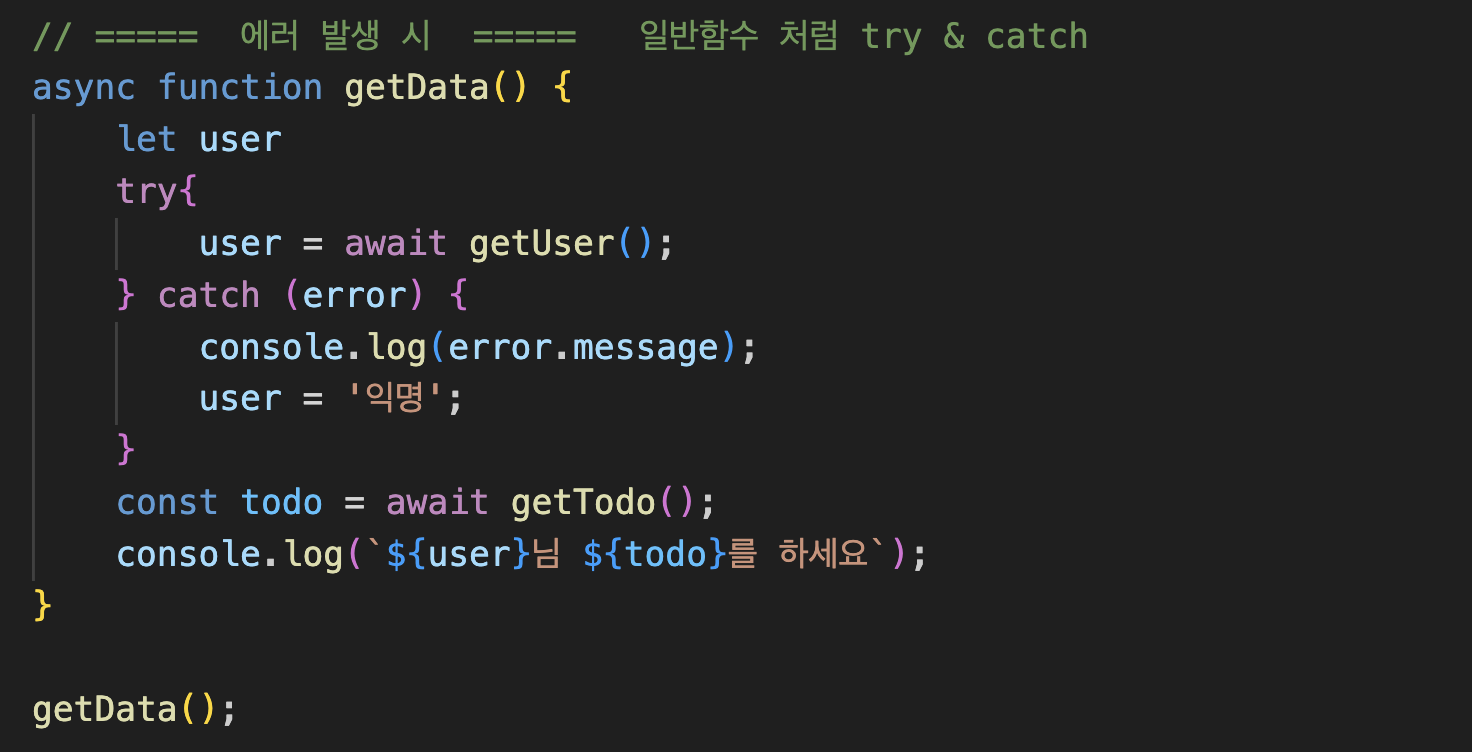 // =====  에러 발생 시  =====   일반함수 처럼 try & catch
async function getData() {
    let user
    try{
        user = await getUser();
    } catch (error) {
        console.log(error.message);
        user = '익명';
    }
    const todo = await getTodo();
    console.log(`${user}님 ${todo}를 하세요`);
}

getData();